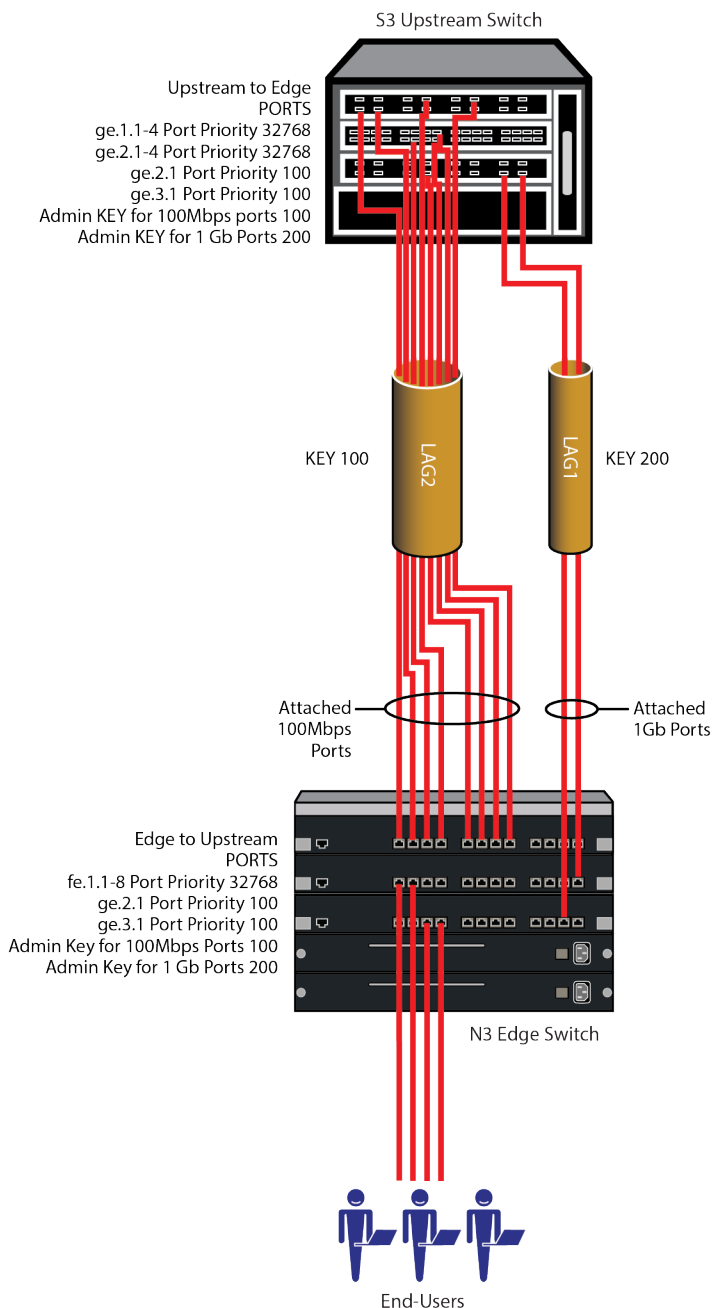 S3 Upstream Switch
Upstream to Edge
PORTS
ge.1.1-4 Port Priority 32768
ge.2.1-4 Port Priority 32768
ge.2.1 Port Priority 100
ge.3.1 Port Priority 100
Admin KEY for 100Mbps ports 100
Admin KEY for 1 Gb Ports 200
KEY 100
LAG2
LAG1
KEY 200
Attached
100Mbps
Ports
Attached
1Gb Ports
Edge to Upstream
PORTS
fe.1.1-8 Port Priority 32768
ge.2.1 Port Priority 100
ge.3.1 Port Priority 100
Admin Key for 100Mbps Ports 100
Admin Key for 1 Gb Ports 200
N3 Edge Switch
End-Users